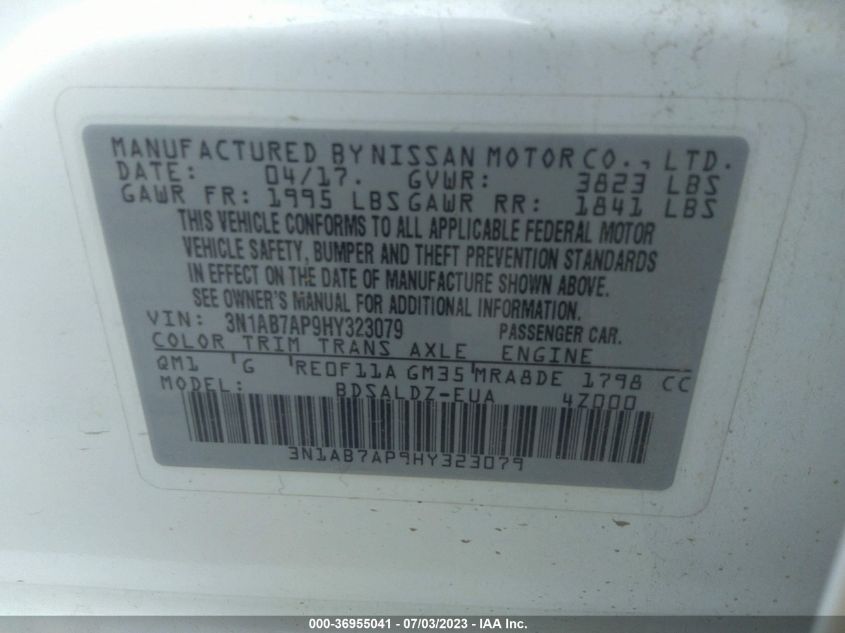 MANUFACTURED BY NISSAN MOTOR CO., LTD.
DATE: 04/17. GVWR: 3823 LBS
GAWR FR: 1995 LBS GAWR RR: 1841 LBS
THIS VEHICLE CONFORMS TO ALL APPLICABLE FEDERAL MOTOR
VEHICLE SAFETY, BUMPER AND THEFT PREVENTION STANDARDS
IN EFFECT ON THE DATE OF MANUFACTURE SHOWN ABOVE.
SEE OWNER'S MANUAL FOR ADDITIONAL INFORMATION.
VIN: 3N1AB7AP9HY323079 PASSENGER CAR.
COLOR TRIM TRANS AXLE ENGINE
QM1 G RE0F11A GM35 MRA8DE 1798 CC
MODEL: BDSALDZ-EUA 4Z000
3N1AB7AP9HY323079
000-36955041 - 07/03/2023 - IAA Inc.